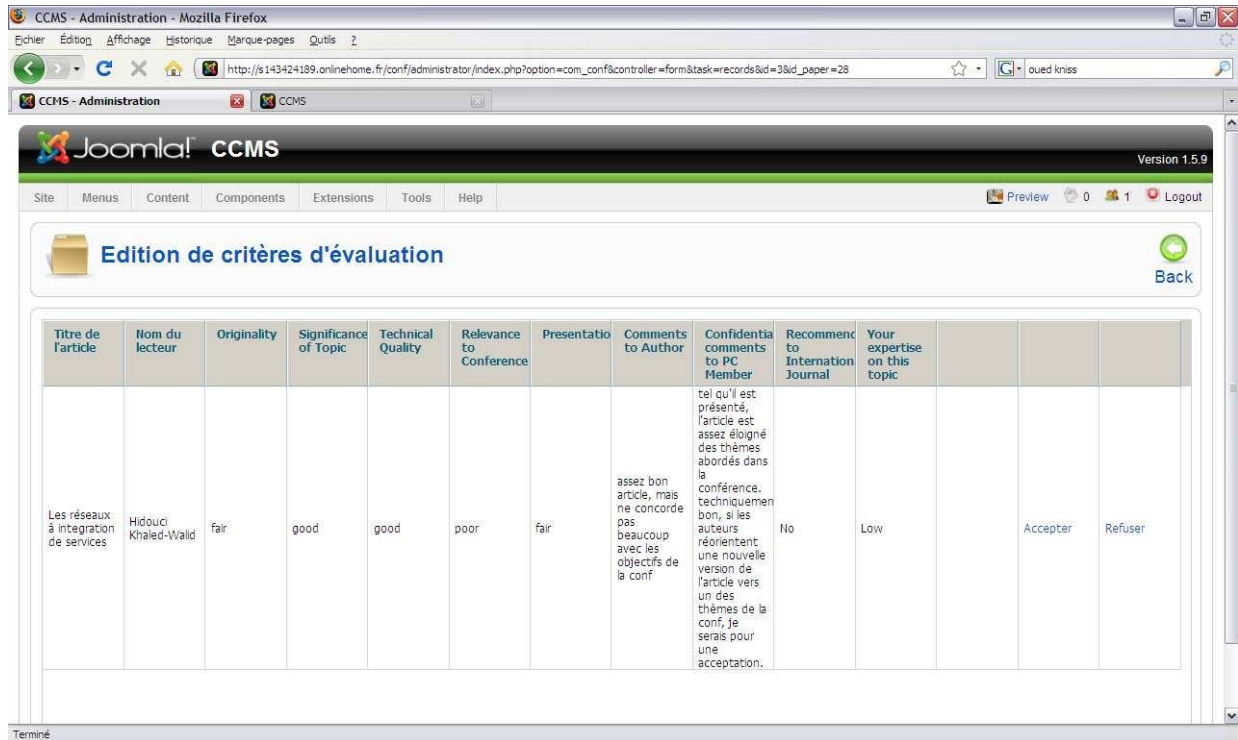 CCMS - Administration - Mozilla Firefox
Fichier Édition Affichage Historique Marque-pages Outils ?
http://s143424189.onlinehome.fr/conf/administrator/index.php?option=com_conf&controller=form&task=records&id=3&id_paper=28
G oued kniss
CCMS - Administration CCMS
Joomla! CCMS
Version 1.5.9
Site Menus Content Components Extensions Tools Help Preview 0 1 Logout
Edition de critères d'évaluation
Back
Titre de
l'article
Nom du
lecteur
Originality
Significance
of Topic
Technical
Quality
Relevance
to
Conference
Presentatio
Comments
to Author
Confidentia
comments
to PC
Member
Recommenc
to
Internation
Journal
Your
expertise
on this
topic
Les réseaux
à integration
de services
Hidouci
Khaled-Walid
fair
good
good
poor
fair
assez bon
article, mais
ne concorde
pas
beaucoup
avec les
objectifs de
la conf
tel qu'il est
présenté,
l'article est
assez éloigné
des thèmes
abordés dans
la
conférence.
techniquemen
bon, si les
auteurs
réorientent
une nouvelle
version de
l'article vers
un des
thèmes de la
conf, je
serais pour
une
acceptation.
No
Low
Accepter
Refuser
Terminé